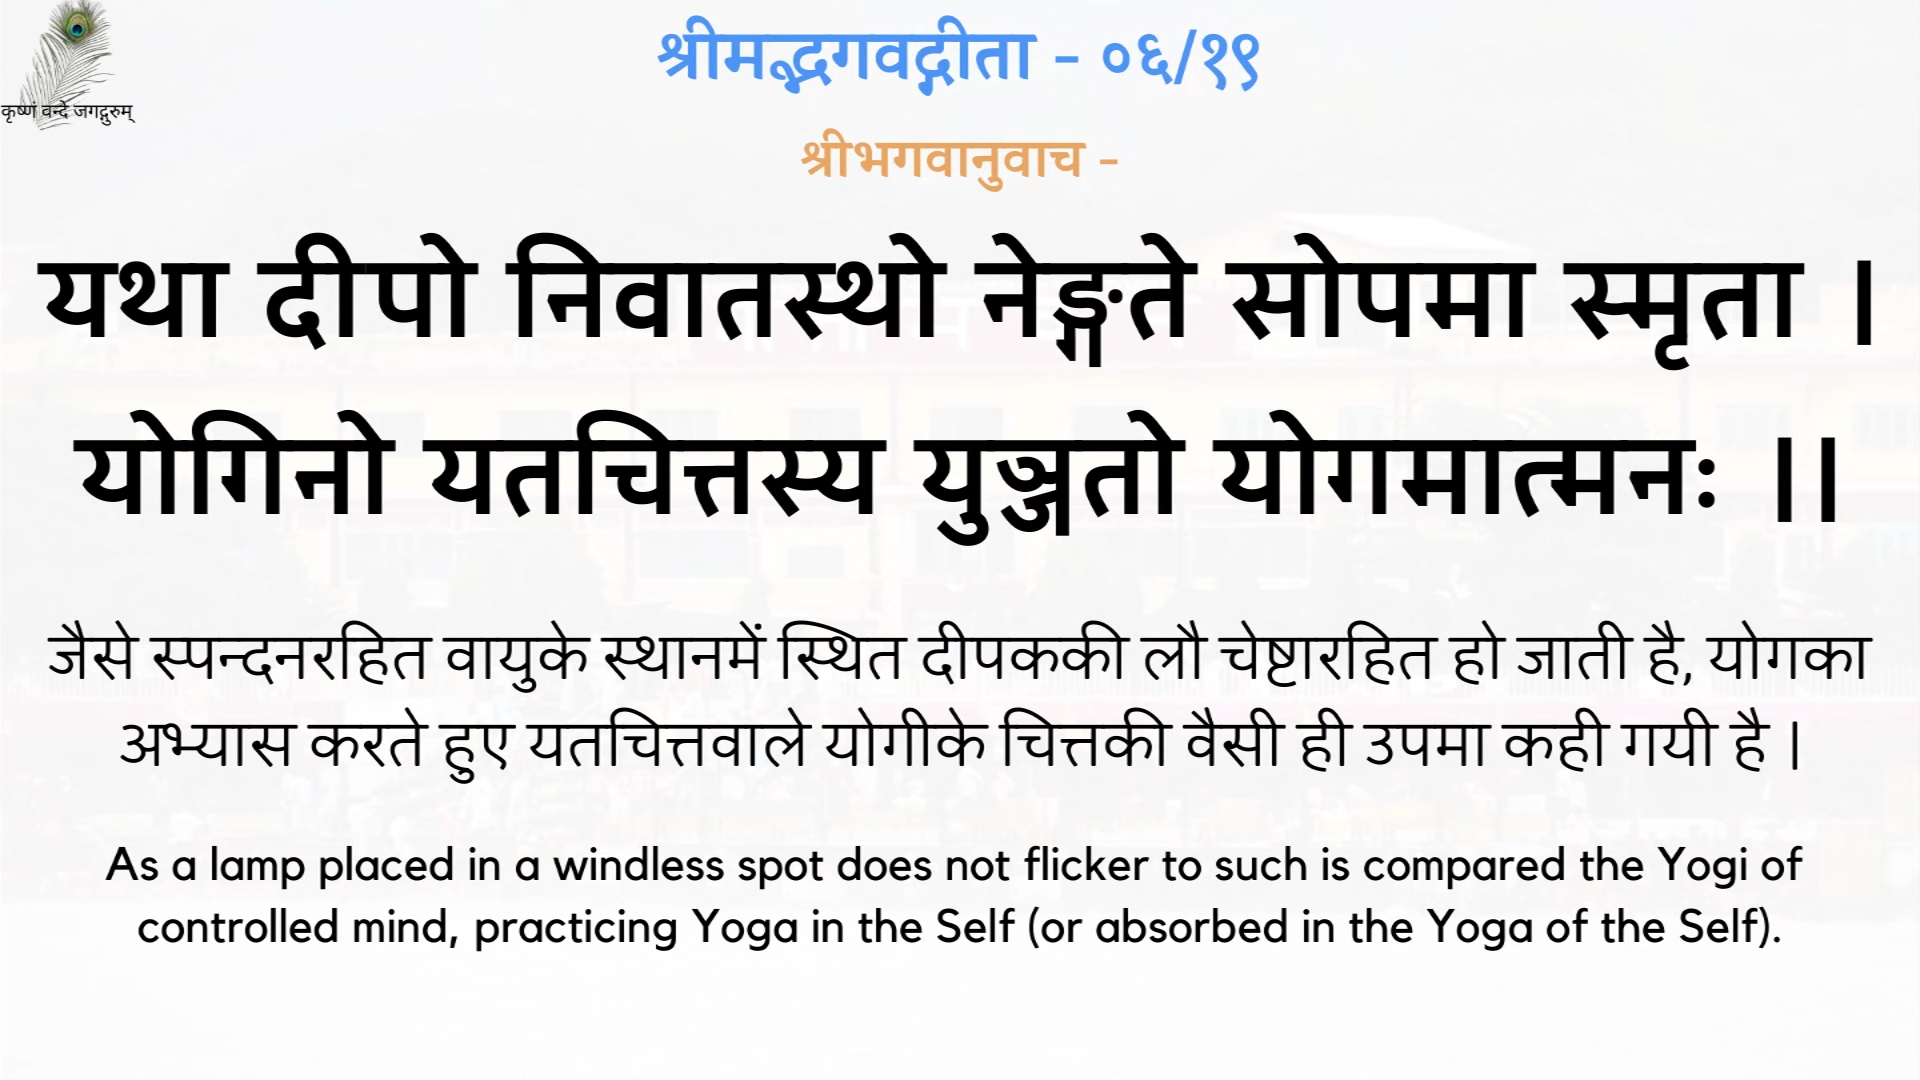 श्रीमद्भगवद्गीता - ०६/१९
कृष्णं वन्दे जगद्गुरुम्
श्रीभगवानुवाच -
यथा दीपो निवातस्थो नेङ्गते सोपमा स्मृता ।
योगिनो यतचित्तस्य युञ्जतो योगमात्मनः ।।
जैसे स्पन्दनरहित वायुके स्थानमें स्थित दीपककी लौ चेष्टारहित हो जाती है, योगका
अभ्यास करते हुए यतचित्तवाले योगीके चित्तकी वैसी ही उपमा कही गयी है ।
As a lamp placed in a windless spot does not flicker to such is compared the Yogi of
controlled mind, practicing Yoga in the Self (or absorbed in the Yoga of the Self).